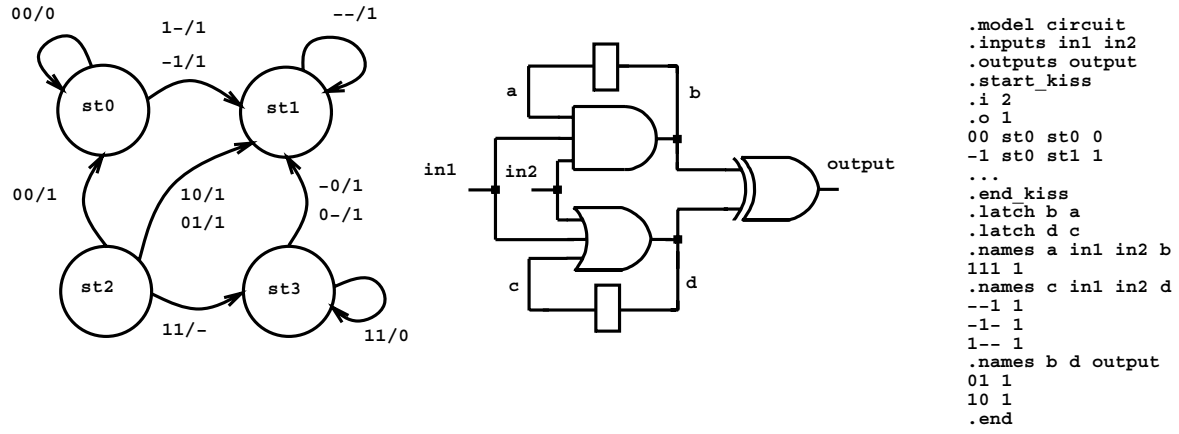 00/0
1-/1
-1/1
--/1
st0
st1
00/1
10/1
01/1
-0/1
0-/1
st2
st3
11/-
11/0
a
b
in1
in2
output
c
d
.model circuit
.inputs in1 in2
.outputs output
.start_kiss
.i 2
.o 1
00 st0 st0 0
-1 st0 st1 1
...
.end_kiss
.latch b a
.latch d c
.names a in1 in2 b
111 1
.names c in1 in2 d
--1 1
-1- 1
1-- 1
.names b d output
01 1
10 1
.end